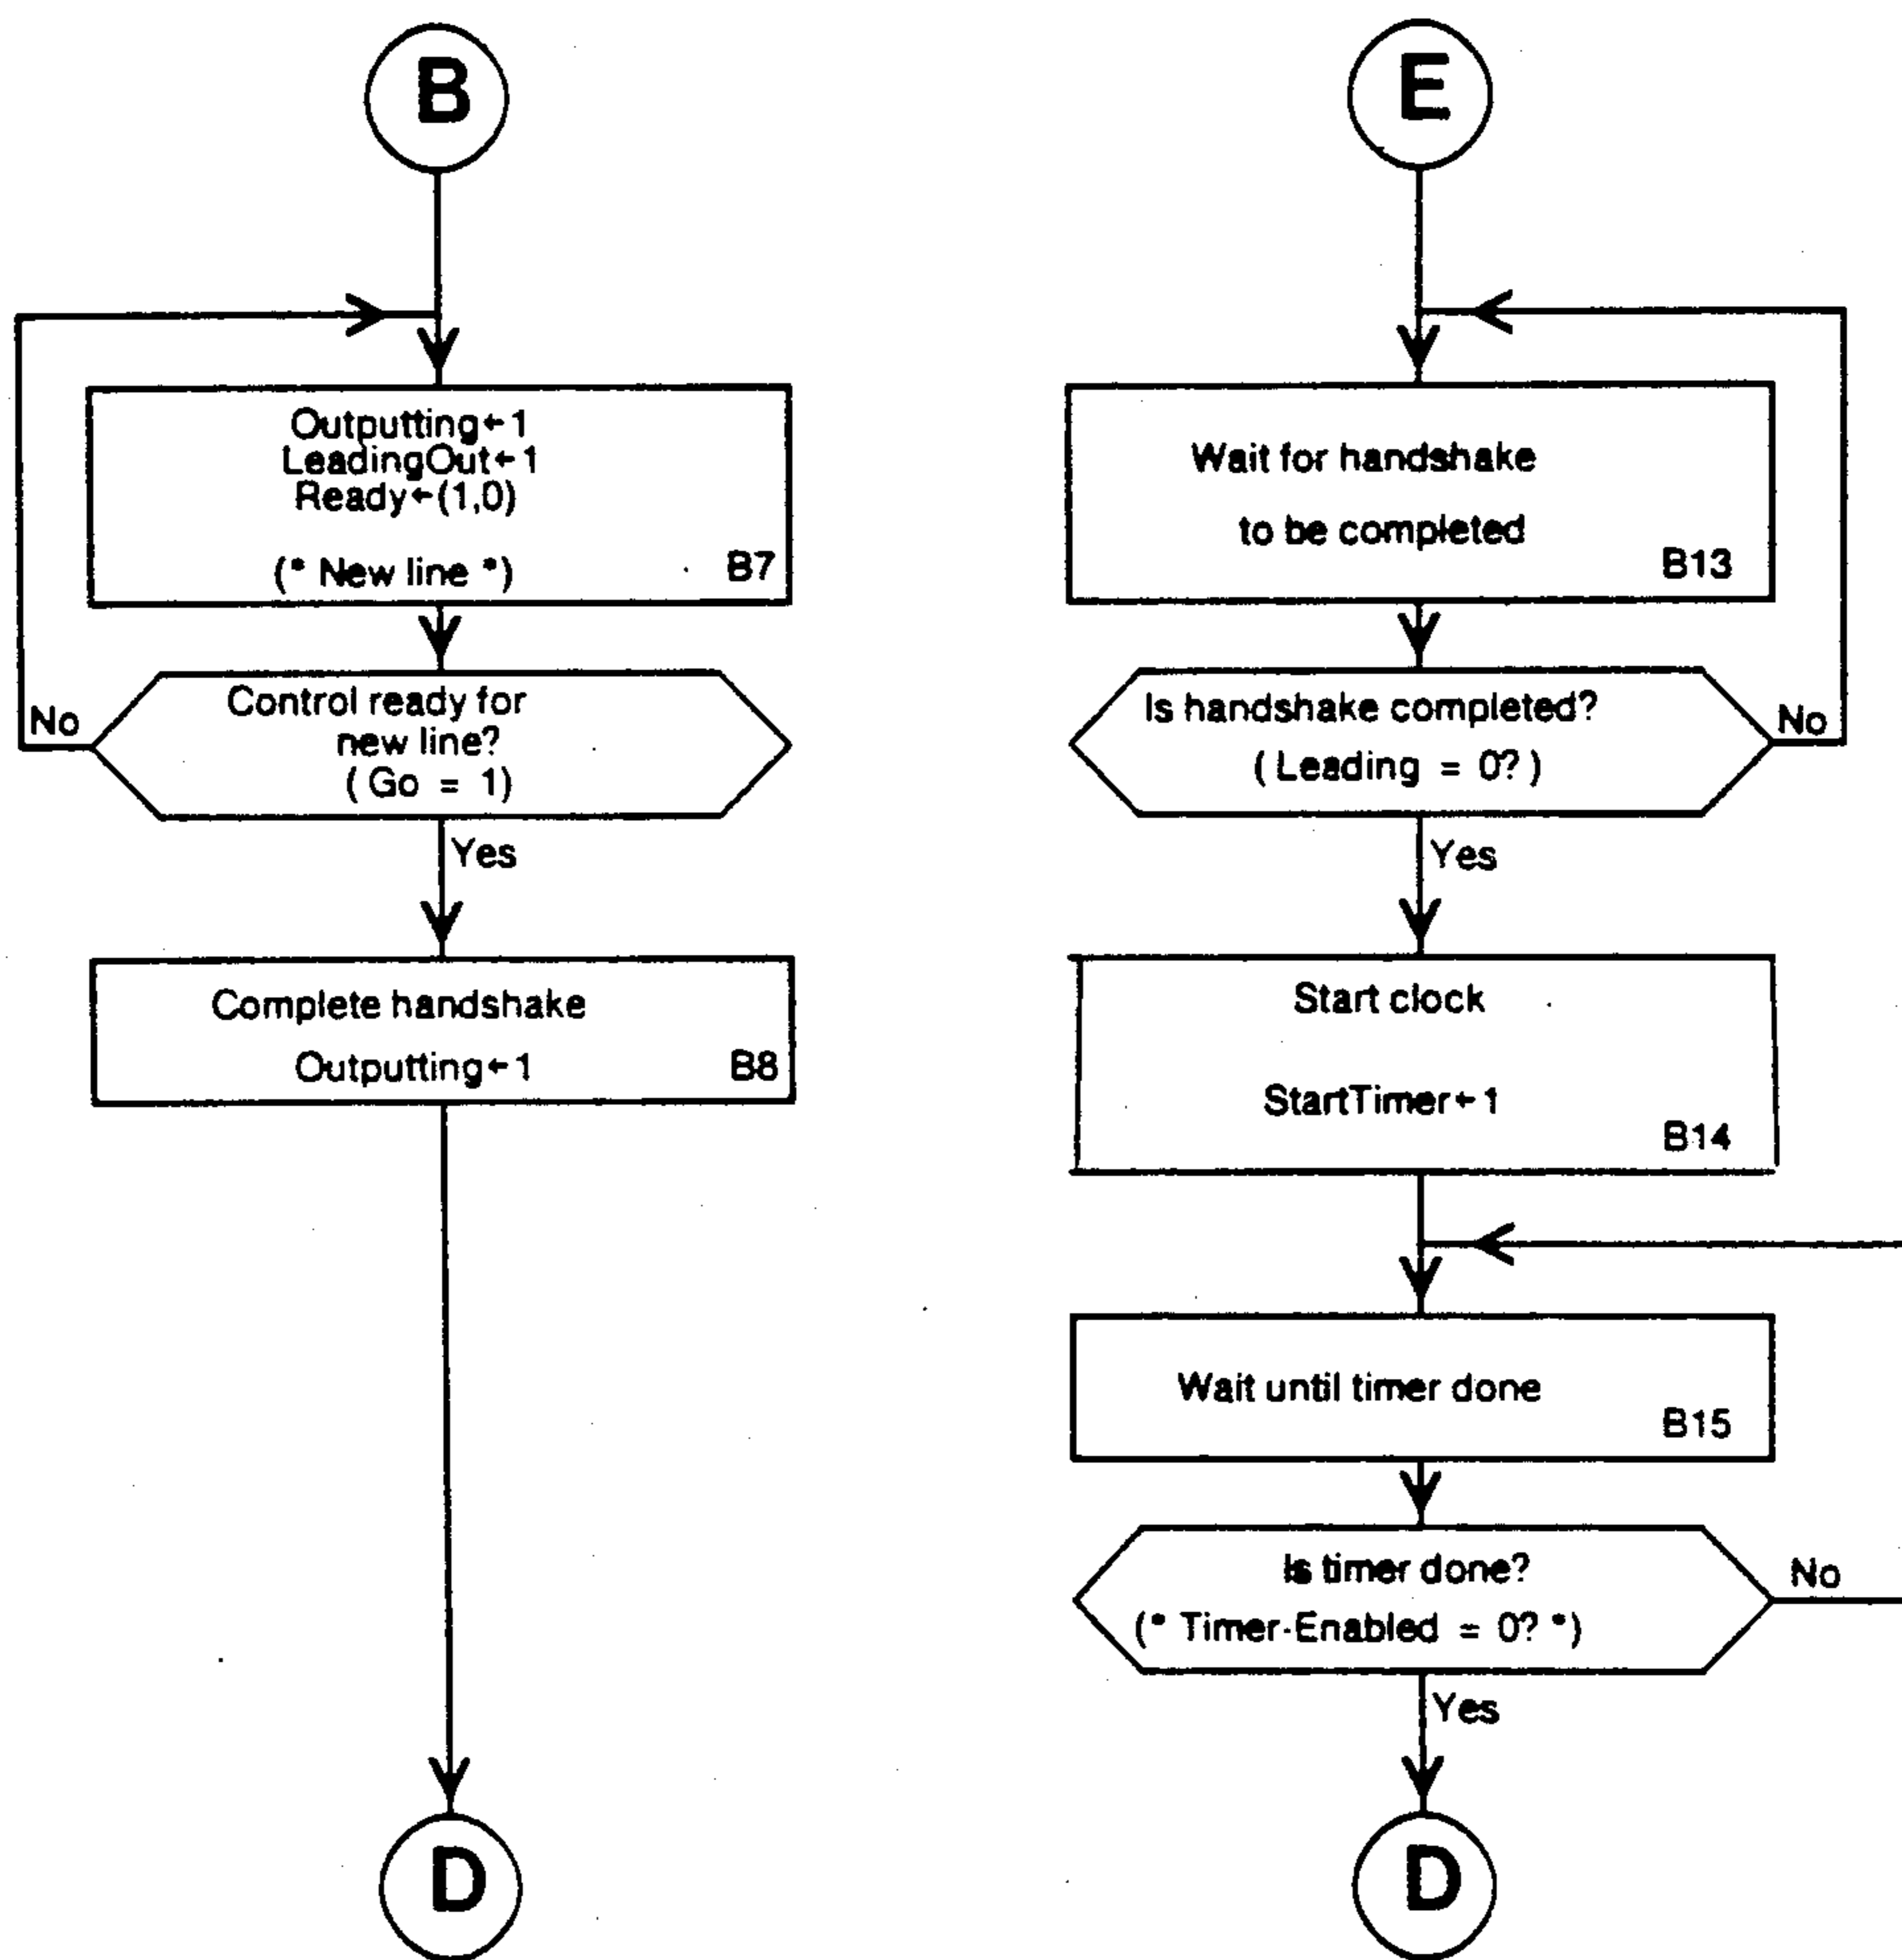 B
Outputting←1
LeadingOut←1
Ready←(1,0)
(* New line *)
B7
Control ready for
new line?
( Go = 1)
No
Yes
Complete handshake
Outputting←1
B8
D
E
Wait for handshake
to be completed
B13
Is handshake completed?
( Leading = 0? )
No
Yes
Start clock
StartTimer←1
B14
Wait until timer done
B15
Is timer done?
(* Timer-Enabled = 0? *)
No
Yes
D